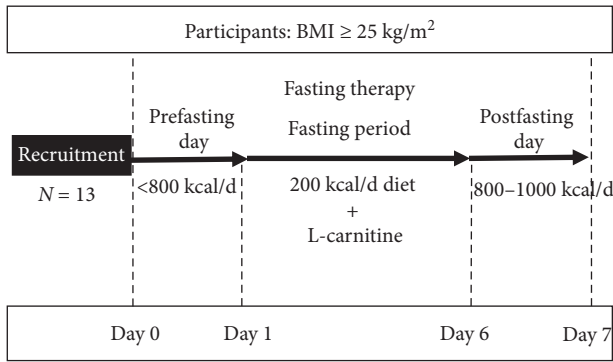 Participants: BMI ≥ 25 kg/m²
Fasting therapy
Prefasting
day
Fasting period
Postfasting
day
Recruitment
N = 13
<800 kcal/d
200 kcal/d diet
+
L-carnitine
800–1000 kcal/d
Day 0
Day 1
Day 6
Day 7